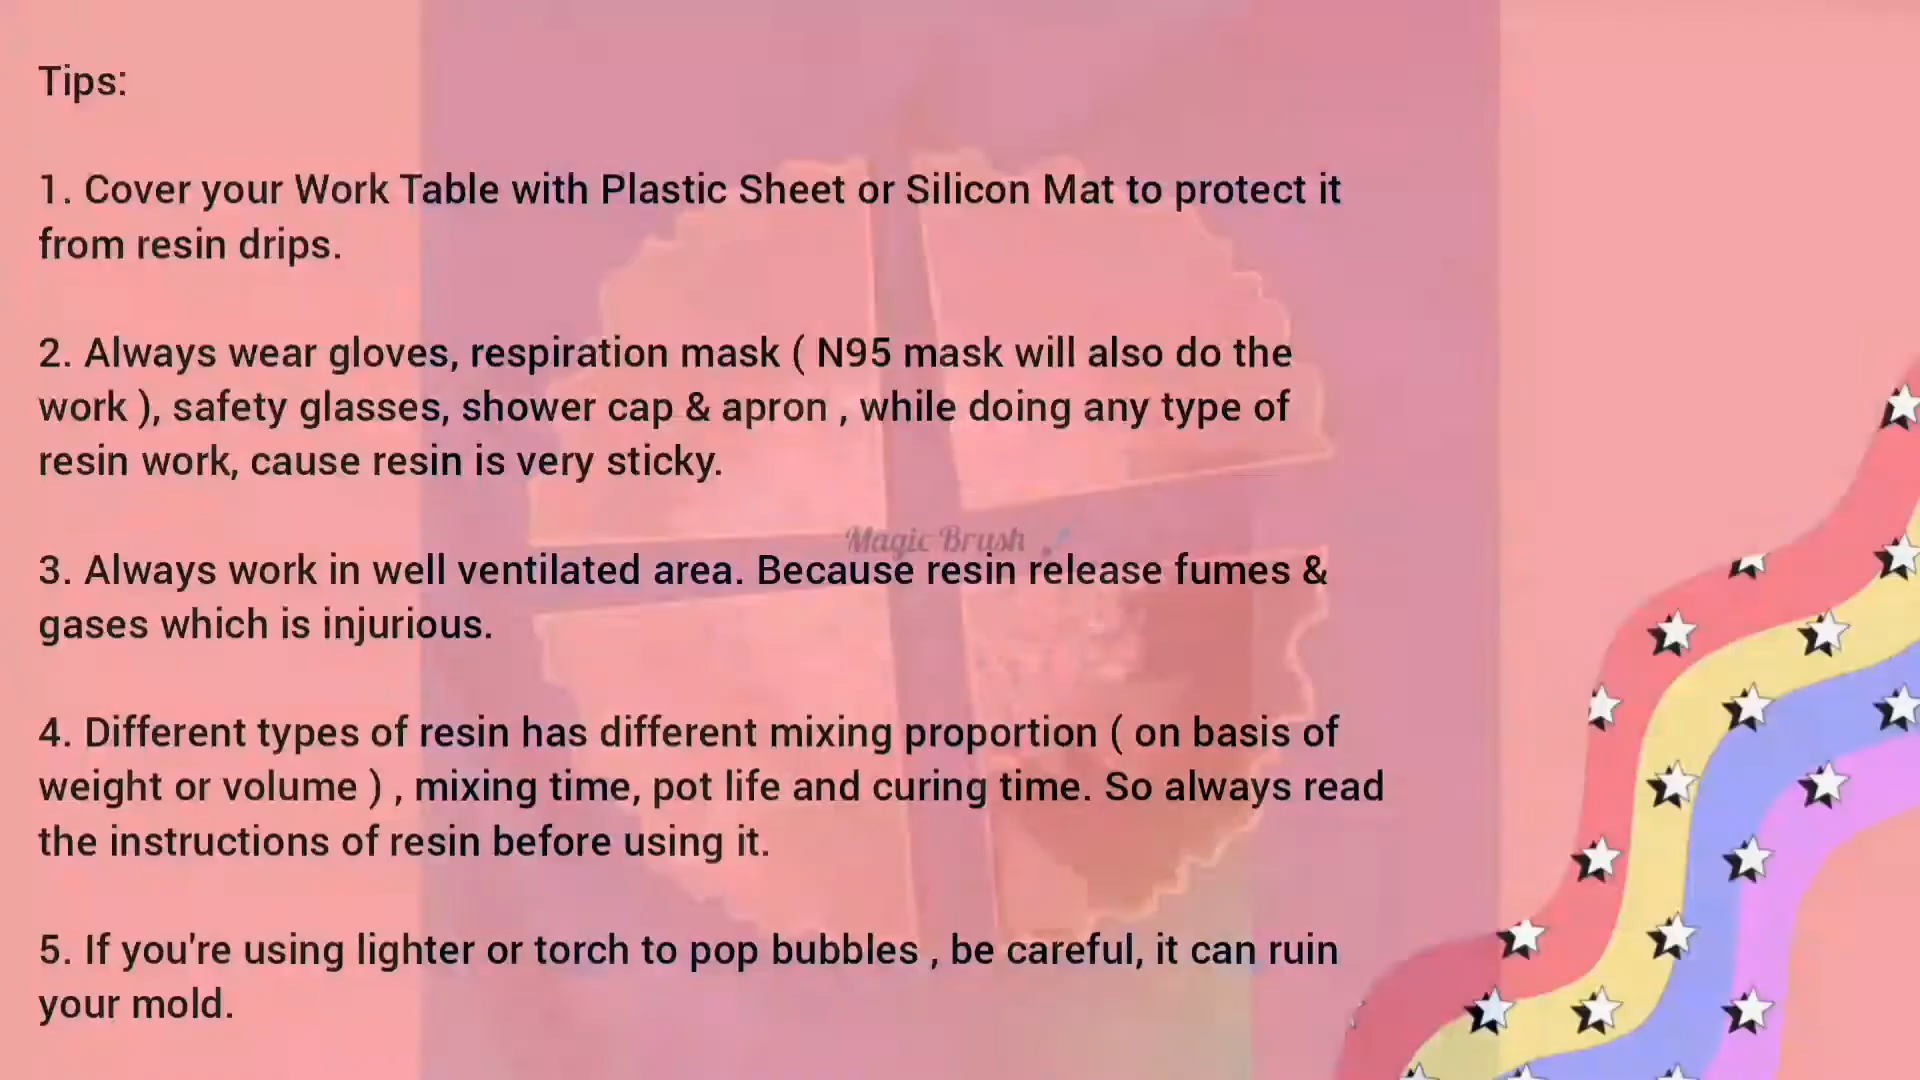 Tips:
1. Cover your Work Table with Plastic Sheet or Silicon Mat to protect it
from resin drips.
2. Always wear gloves, respiration mask ( N95 mask will also do the
work ), safety glasses, shower cap & apron , while doing any type of
resin work, cause resin is very sticky.
Magic Brush
3. Always work in well ventilated area. Because resin release fumes &
gases which is injurious.
4. Different types of resin has different mixing proportion ( on basis of
weight or volume ) , mixing time, pot life and curing time. So always read
the instructions of resin before using it.
5. If you're using lighter or torch to pop bubbles , be careful, it can ruin
your mold.